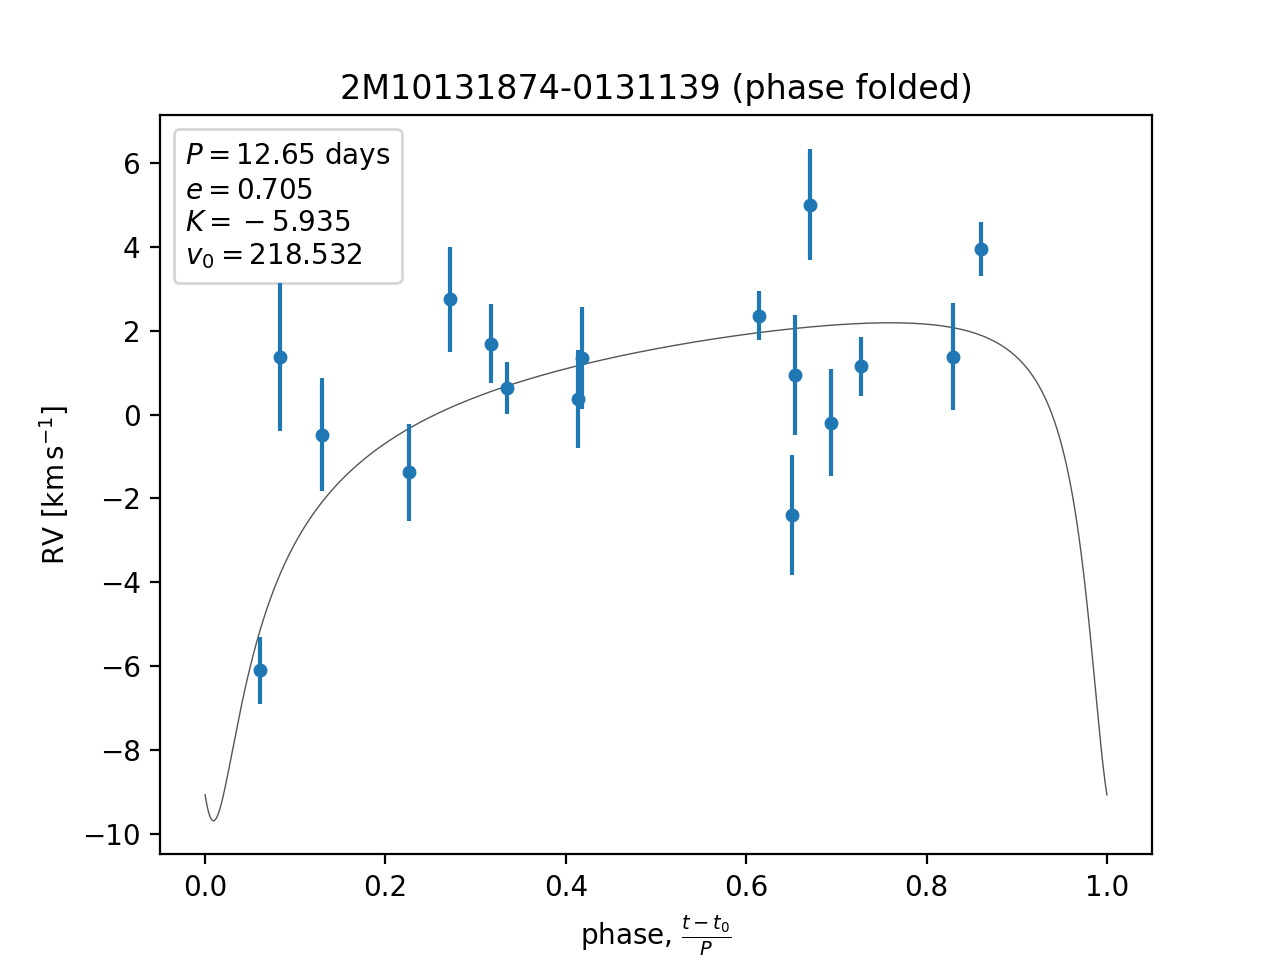 2M10131874-0131139 (phase folded)
P = 12.65 days
e = 0.705
K = −5.935
v₀ = 218.532
6
4
2
0
−2
−4
−6
−8
−10
RV [km s⁻¹]
0.0 0.2 0.4 0.6 0.8 1.0
phase, (t − t₀)/P